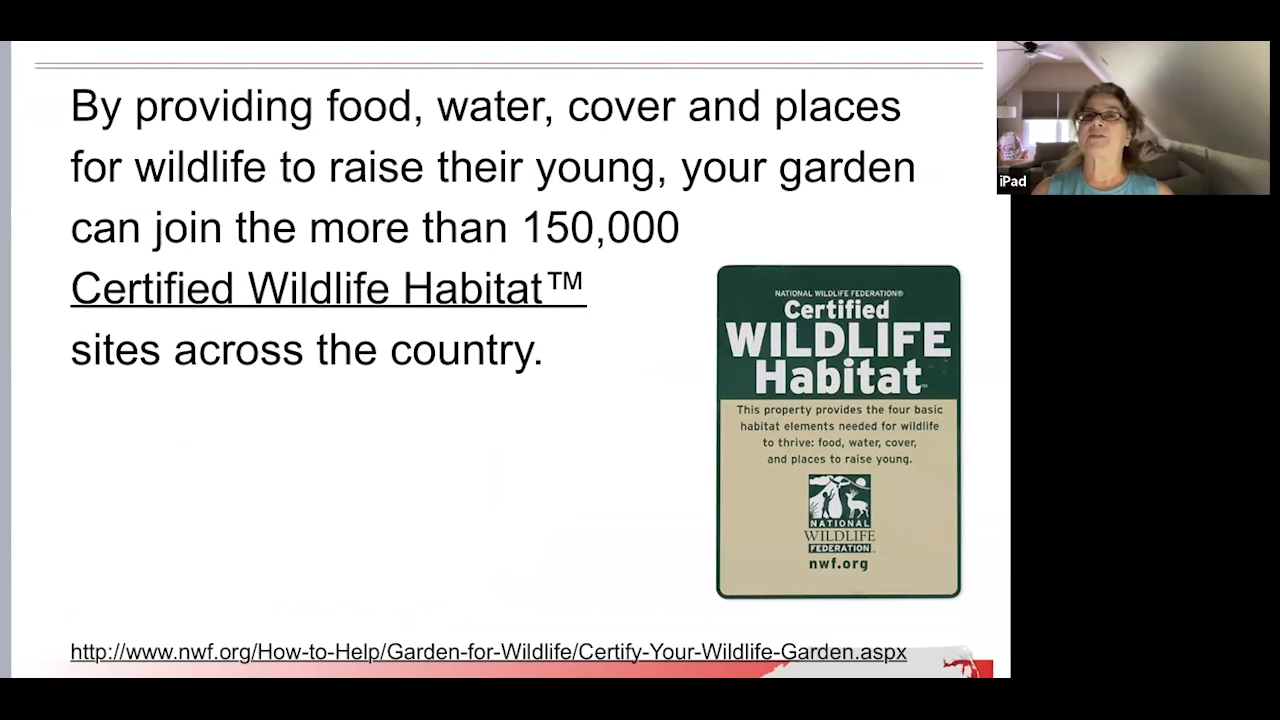 By providing food, water, cover and places
for wildlife to raise their young, your garden
can join the more than 150,000
Certified Wildlife Habitat™
sites across the country.
iPad
NATIONAL WILDLIFE FEDERATION®
Certified
WILDLIFE
Habitat™
This property provides the four basic
habitat elements needed for wildlife
to thrive: food, water, cover,
and places to raise young.
NATIONAL
WILDLIFE
FEDERATION
nwf.org
http://www.nwf.org/How-to-Help/Garden-for-Wildlife/Certify-Your-Wildlife-Garden.aspx